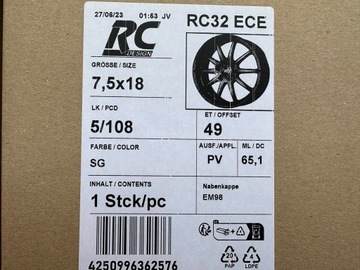 27/06/23 01:53 JV
RC
DESIGN
RC32 ECE
GRÖSSE / SIZE
7,5x18
LK / PCD
5/108
ET / OFFSET
49
FARBE / COLOR
SG
AUSF./APPL.
PV
ML / DC
65,1
INHALT / CONTENTS
1 Stck/pc
Nabenkappe
EM98
4250996362576
20
PAP
4
LDPE